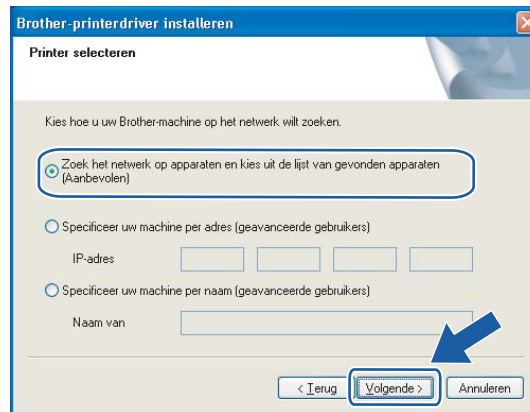 Brother-printerdriver installeren
Printer selecteren
Kies hoe u uw Brother-machine op het netwerk wilt zoeken.
Zoek het netwerk op apparaten en kies uit de lijst van gevonden apparaten
(Aanbevolen)
Specificeer uw machine per adres (geavanceerde gebruikers)
IP-adres
Specificeer uw machine per naam (geavanceerde gebruikers)
Naam van
< Terug Volgende > Annuleren